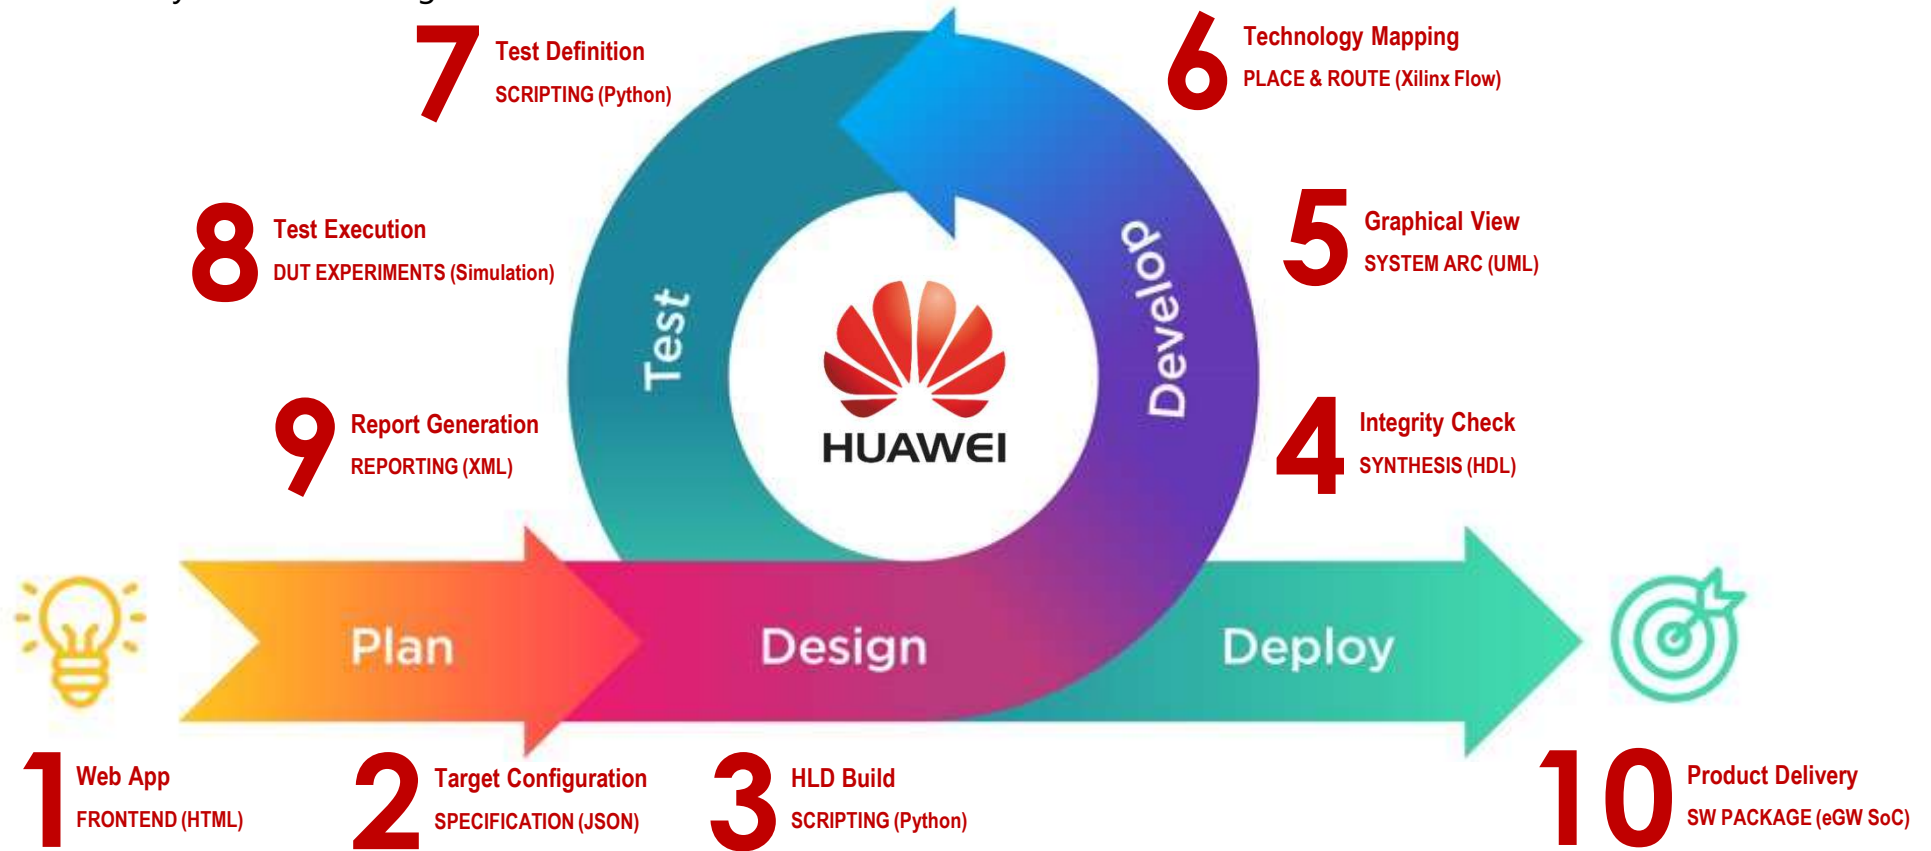 7
Test Definition
SCRIPTING (Python)
6
Technology Mapping
PLACE & ROUTE (Xilinx Flow)
8
Test Execution
DUT EXPERIMENTS (Simulation)
5
Graphical View
SYSTEM ARC (UML)
Test
Develop
HUAWEI
9
Report Generation
REPORTING (XML)
4
Integrity Check
SYNTHESIS (HDL)
Plan
Design
Deploy
1
Web App
FRONTEND (HTML)
2
Target Configuration
SPECIFICATION (JSON)
3
HLD Build
SCRIPTING (Python)
10
Product Delivery
SW PACKAGE (eGW SoC)